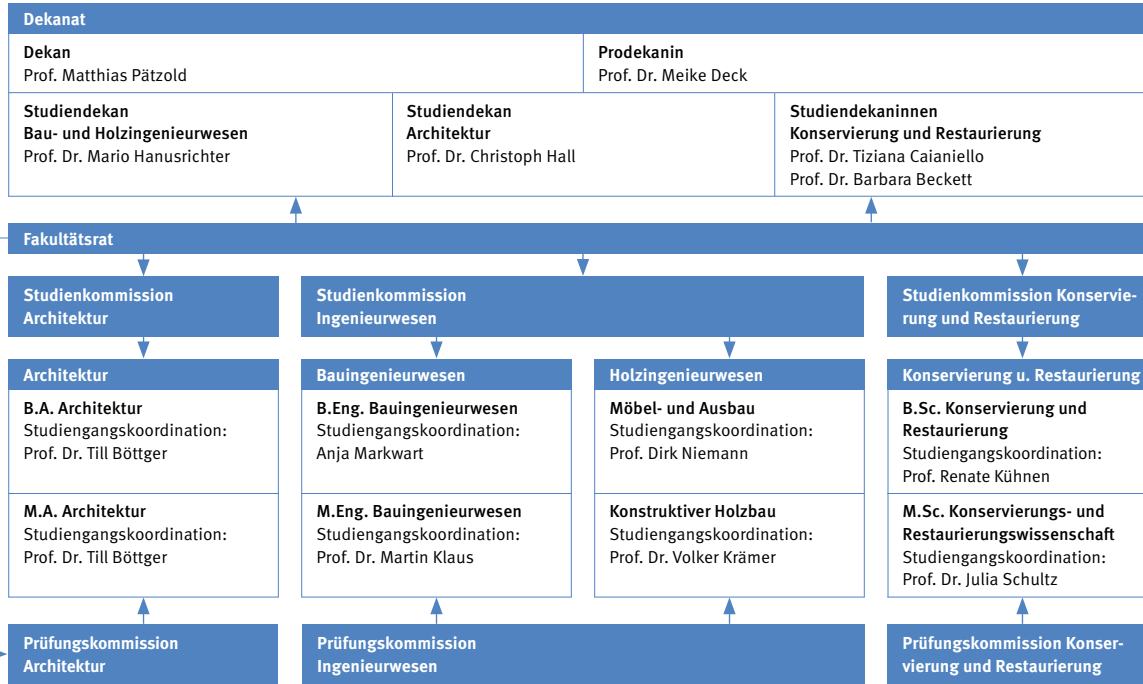 Dekanat
Dekan
Prof. Matthias Pätzold
Prodekanin
Prof. Dr. Meike Deck
Studiendekan
Bau- und Holzingenieurwesen
Prof. Dr. Mario Hanusrichter
Studiendekan
Architektur
Prof. Dr. Christoph Hall
Studiendekaninnen
Konservierung und Restaurierung
Prof. Dr. Tiziana Caianiello
Prof. Dr. Barbara Beckett
Fakultätsrat
Studienkommission
Architektur
Studienkommission
Ingenieurwesen
Studienkommission Konservie-
rung und Restaurierung
Architektur
B.A. Architektur
Studiengangskoordination:
Prof. Dr. Till Böttger
M.A. Architektur
Studiengangskoordination:
Prof. Dr. Till Böttger
Bauingenieurwesen
B.Eng. Bauingenieurwesen
Studiengangskoordination:
Anja Markwart
M.Eng. Bauingenieurwesen
Studiengangskoordination:
Prof. Dr. Martin Klaus
Holzingenieurwesen
Möbel- und Ausbau
Studiengangskoordination:
Prof. Dirk Niemann
Konstruktiver Holzbau
Studiengangskoordination:
Prof. Dr. Volker Krämer
Konservierung u. Restaurierung
B.Sc. Konservierung und
Restaurierung
Studiengangskoordination:
Prof. Renate Kühnen
M.Sc. Konservierungs- und
Restaurierungswissenschaft
Studiengangskoordination:
Prof. Dr. Julia Schultz
Prüfungskommission
Architektur
Prüfungskommission
Ingenieurwesen
Prüfungskommission Konser-
vierung und Restaurierung